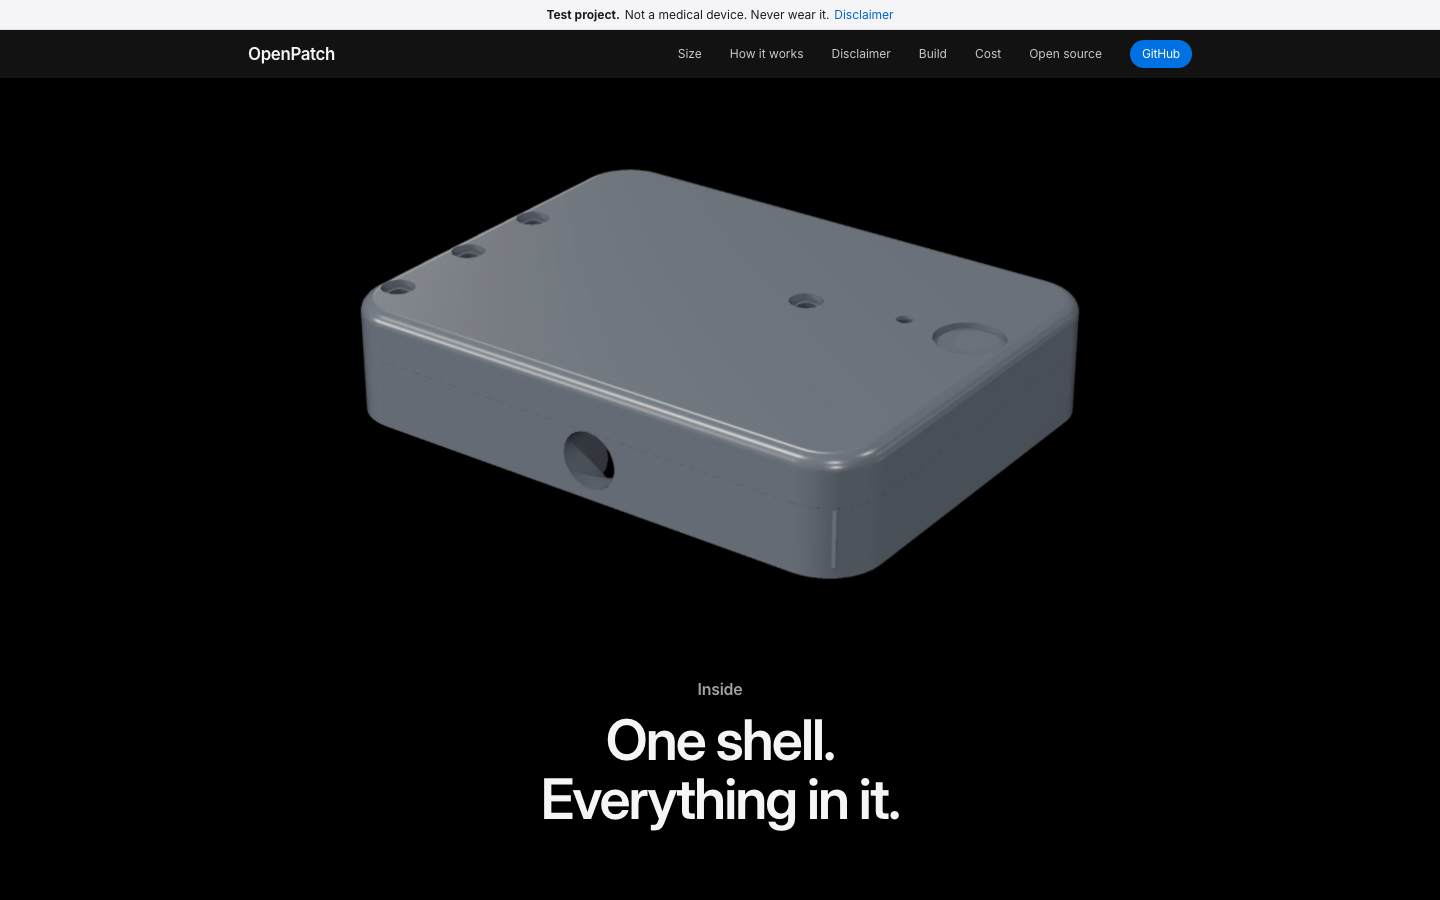 Test project. Not a medical device. Never wear it. Disclaimer
OpenPatch
Size
How it works
Disclaimer
Build
Cost
Open source
GitHub
Inside
One shell.
Everything in it.